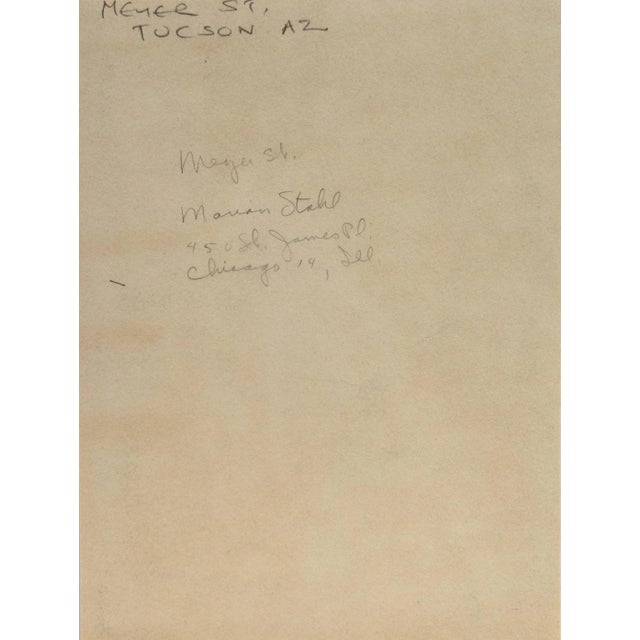 MEYER ST.
TUCSON AZ
Meyer St.
Marian Stahl
450 St. James Pl.
Chicago 14, Ill.